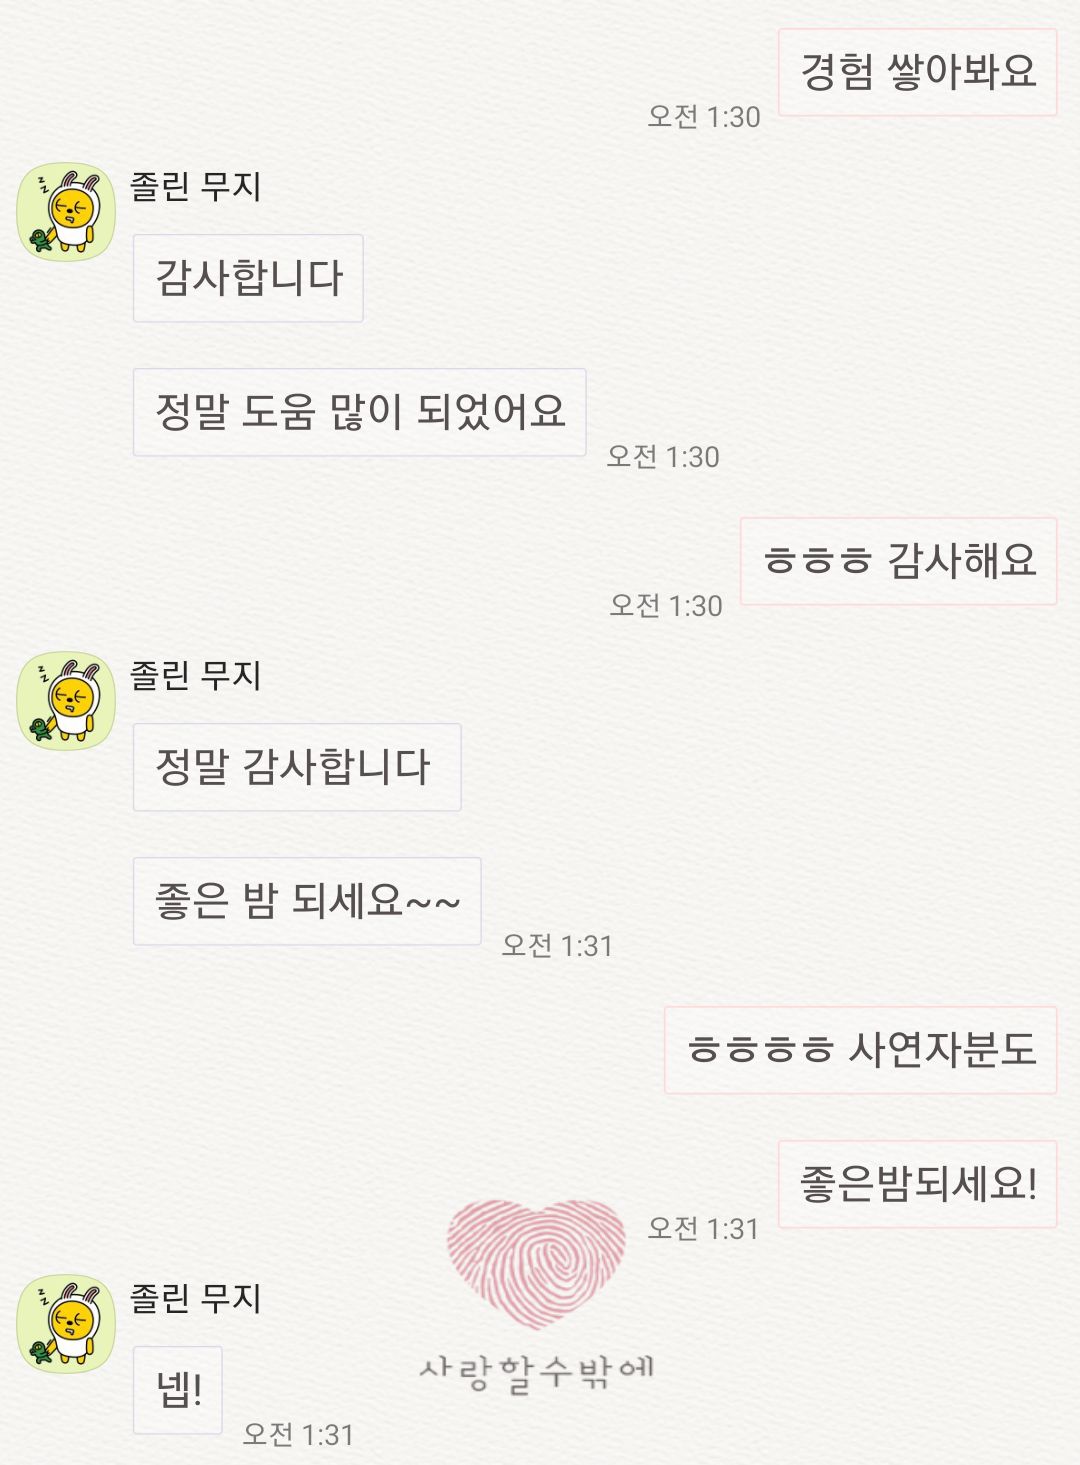 경험 쌓아봐요
오전 1:30
졸린 무지
감사합니다
정말 도움 많이 되었어요
오전 1:30
ㅎㅎㅎ 감사해요
오전 1:30
졸린 무지
정말 감사합니다
좋은 밤 되세요~~
오전 1:31
ㅎㅎㅎㅎ 사연자분도
좋은밤되세요!
오전 1:31
졸린 무지
넵!
오전 1:31
사랑할수밖에